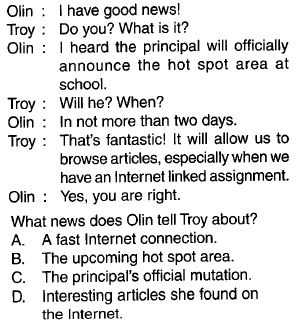 Olin : I have good news!
Troy : Do you? What is it?
Olin : I heard the principal will officially
announce the hot spot area at
school.
Troy : Will he? When?
Olin : In not more than two days.
Troy : That's fantastic! It will allow us to
browse articles, especially when we
have an Internet linked assignment.
Olin : Yes, you are right.
What news does Olin tell Troy about?
A. A fast Internet connection.
B. The upcoming hot spot area.
C. The principal's official mutation.
D. Interesting articles she found on
the Internet.